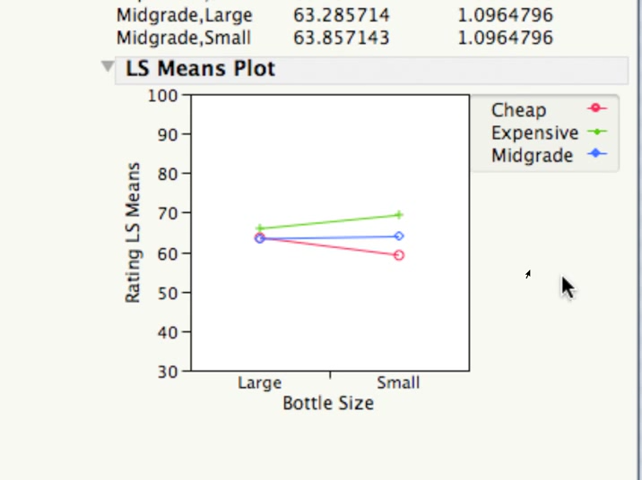 Midgrade,Large 63.285714 1.0964796
Midgrade,Small 63.857143 1.0964796
LS Means Plot
100
90
80
70
60
50
40
30
Rating LS Means
Large Small
Bottle Size
Cheap
Expensive
Midgrade